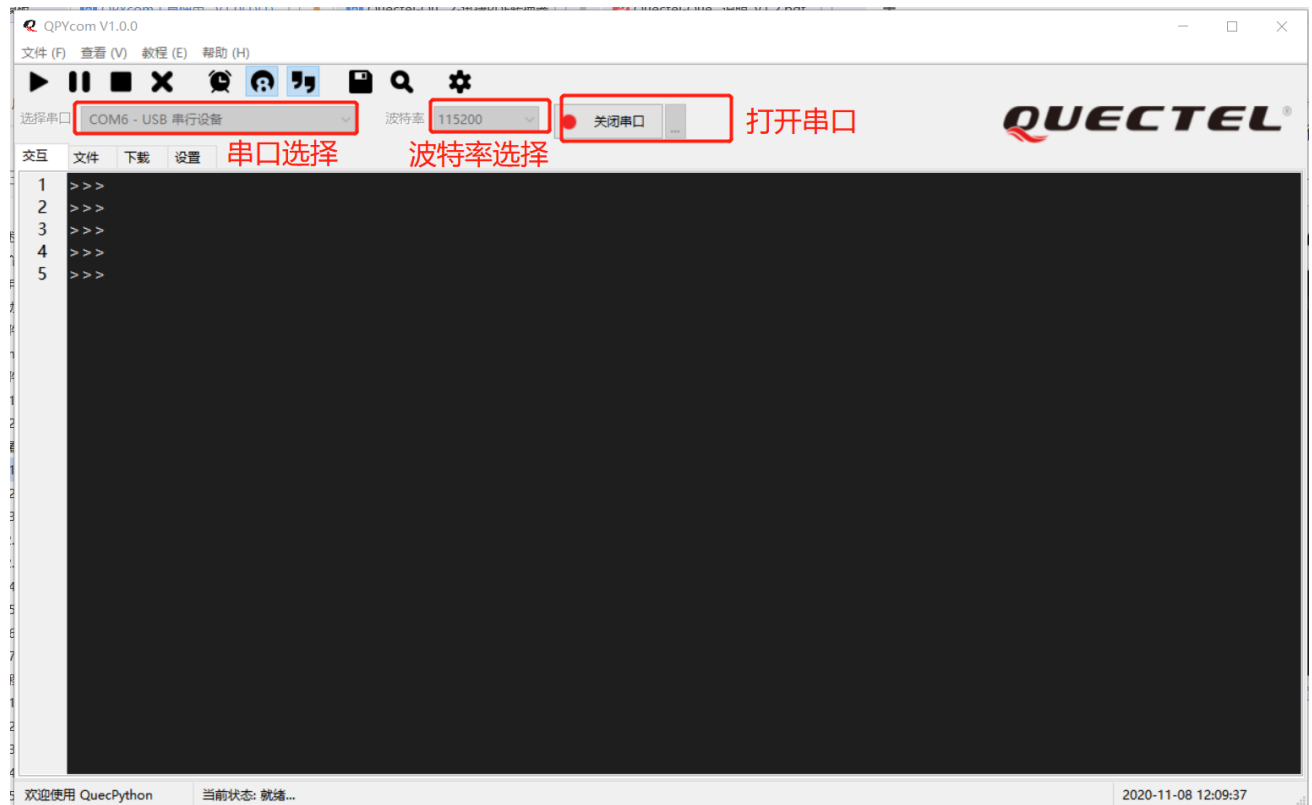 QPYcom V1.0.0
文件 (F) 查看 (V) 教程 (E) 帮助 (H)
选择串口 COM6 - USB 串行设备 波特率 115200 关闭串口 ... 打开串口
QUECTEL®
交互 文件 下载 设置 串口选择 波特率选择
1 >>>
2 >>>
3 >>>
4 >>>
5 >>>
欢迎使用 QuecPython 当前状态: 就绪... 2020-11-08 12:09:37